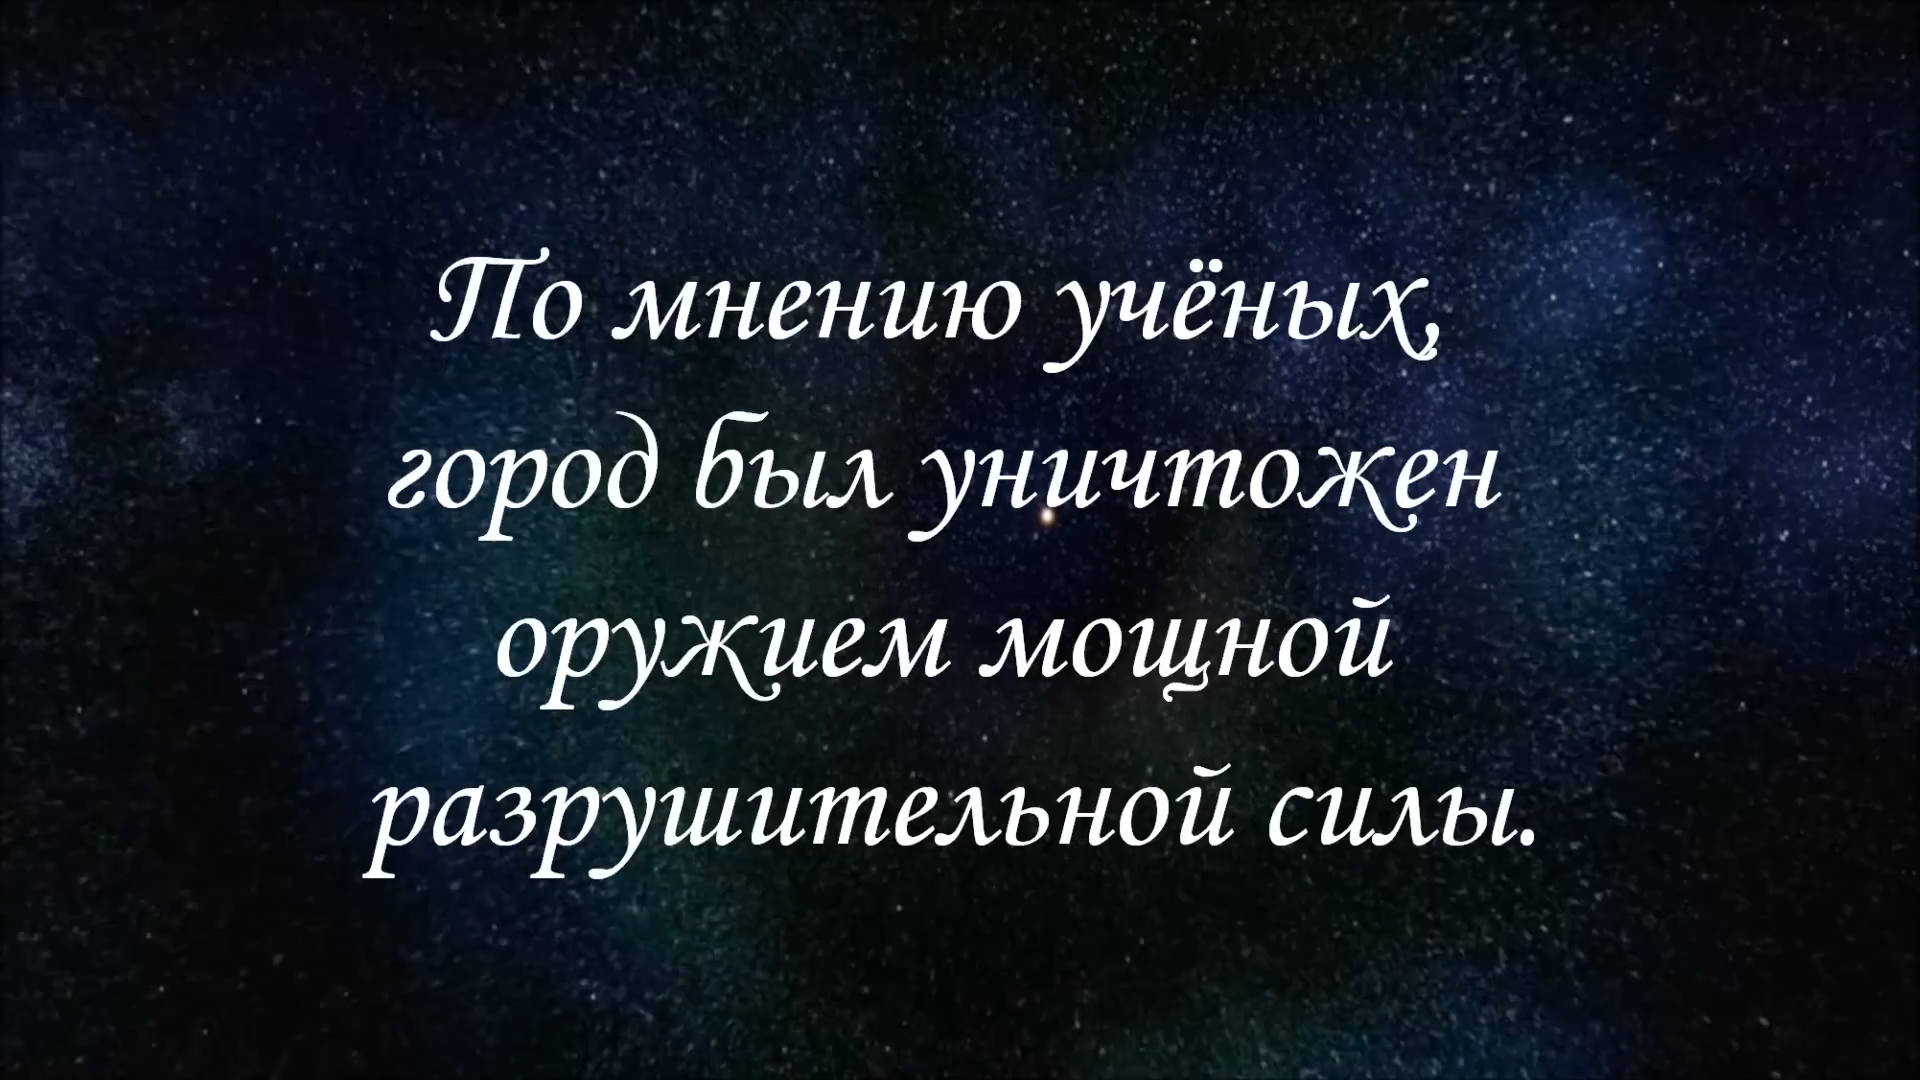 По мнению учёных,
город был уничтожен
оружием мощной
разрушительной силы.